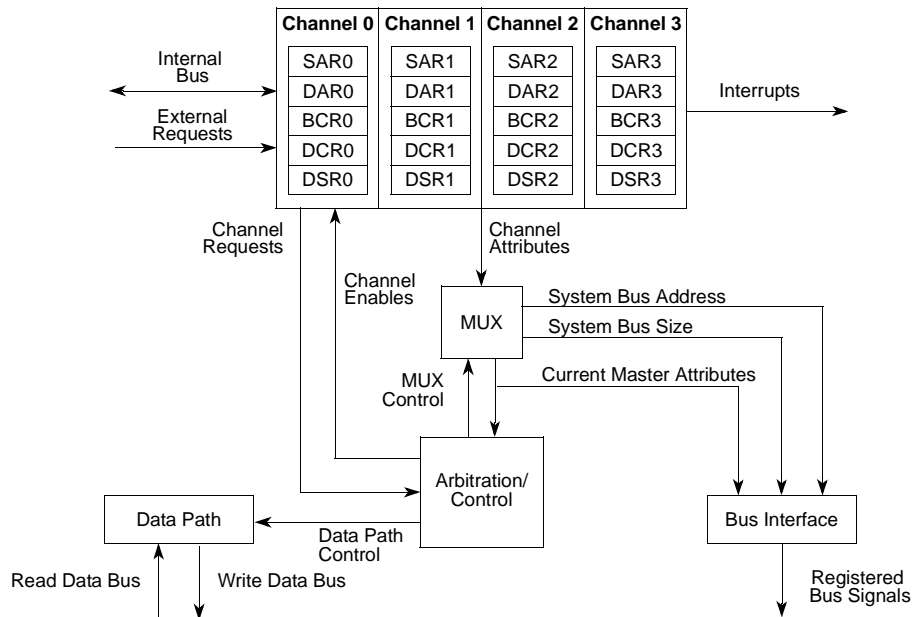 Channel 0 Channel 1 Channel 2 Channel 3
SAR0 SAR1 SAR2 SAR3
DAR0 DAR1 DAR2 DAR3
BCR0 BCR1 BCR2 BCR3
DCR0 DCR1 DCR2 DCR3
DSR0 DSR1 DSR2 DSR3
Internal
Bus
External
Requests
Interrupts
Channel
Requests
Channel
Enables
Channel
Attributes
MUX
System Bus Address
System Bus Size
Current Master Attributes
MUX
Control
Arbitration/
Control
Data Path
Data Path
Control
Bus Interface
Read Data Bus
Write Data Bus
Registered
Bus Signals